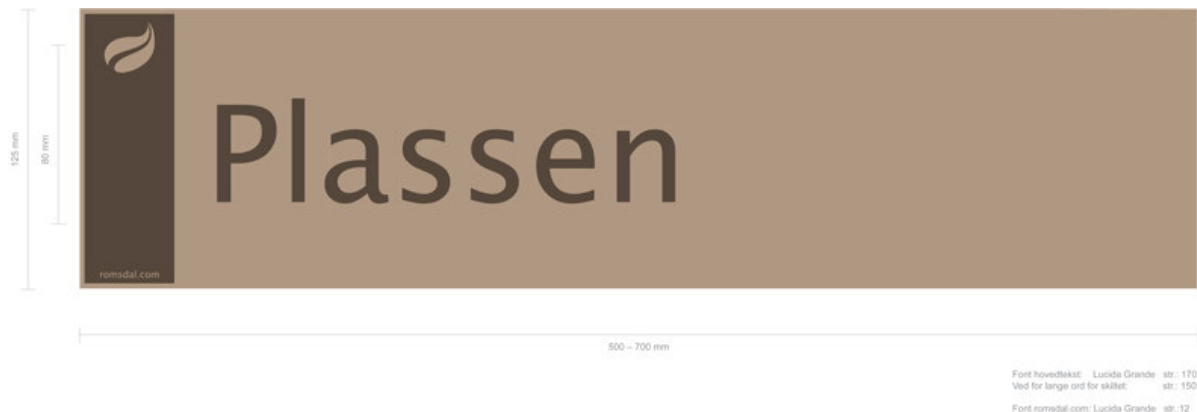 125 mm
80 mm
Plassen
romsdal.com
500 – 700 mm
Font hovedtekst: Lucida Grande str.: 170
Ved for lange ord for skiltet: str.: 150
Font romsdal.com: Lucida Grande str.:12